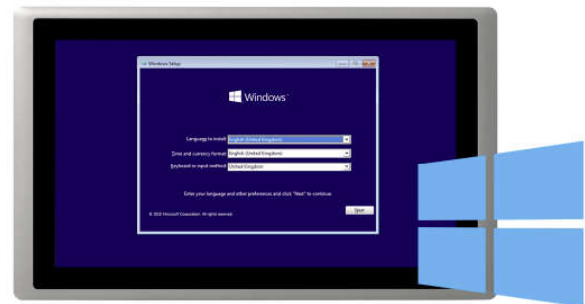 Windows Setup
Windows
Language to install: English (United Kingdom)
Time and currency format: English (United Kingdom)
Keyboard or input method: United Kingdom
Enter your language and other preferences and click "Next" to continue.
© 2021 Microsoft Corporation. All rights reserved.
Next